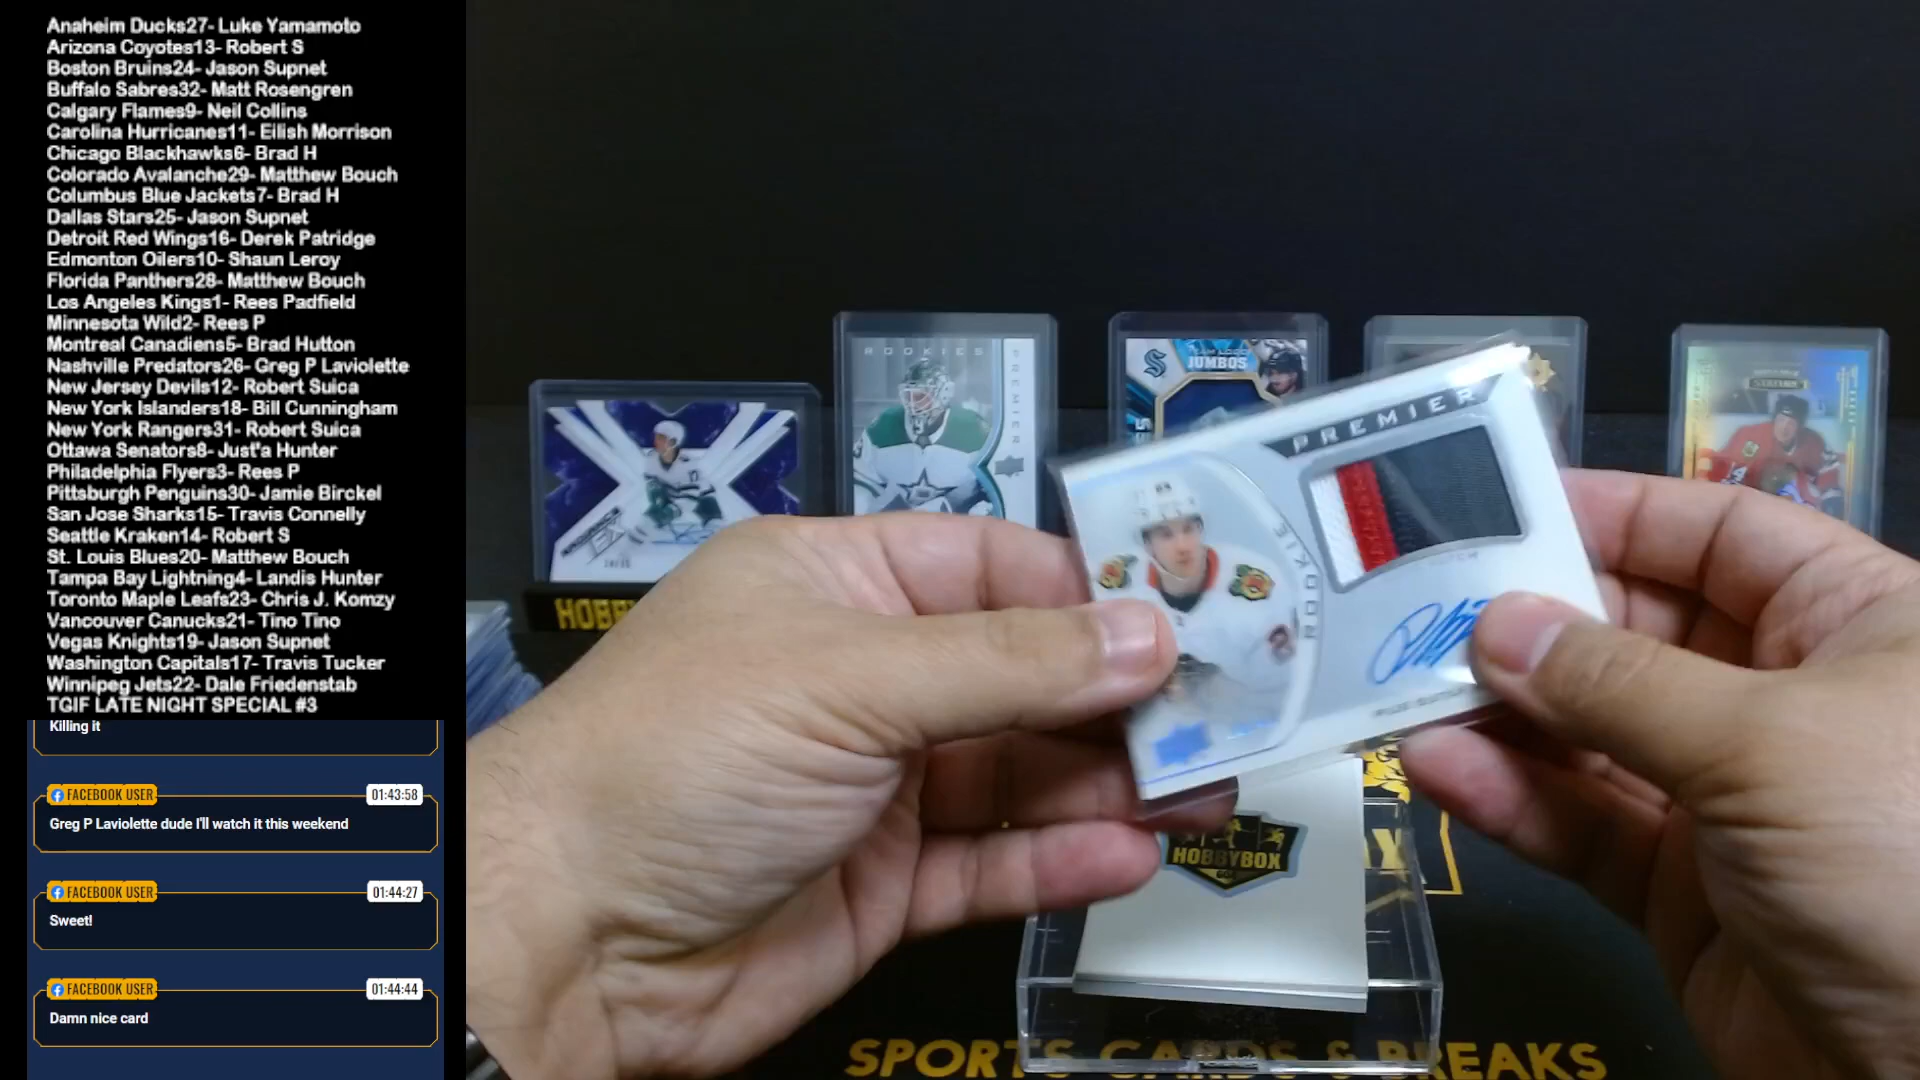 Anaheim Ducks27- Luke Yamamoto
Arizona Coyotes13- Robert S
Boston Bruins24- Jason Supnet
Buffalo Sabres32- Matt Rosengren
Calgary Flames9- Neil Collins
Carolina Hurricanes11- Eilish Morrison
Chicago Blackhawks6- Brad H
Colorado Avalanche29- Matthew Bouch
Columbus Blue Jackets7- Brad H
Dallas Stars25- Jason Supnet
Detroit Red Wings16- Derek Patridge
Edmonton Oilers10- Shaun Leroy
Florida Panthers28- Matthew Bouch
Los Angeles Kings1- Rees Padfield
Minnesota Wild2- Rees P
Montreal Canadiens5- Brad Hutton
Nashville Predators26- Greg P Laviolette
New Jersey Devils12- Robert Suica
New York Islanders18- Bill Cunningham
New York Rangers31- Robert Suica
Ottawa Senators8- Just'a Hunter
Philadelphia Flyers3- Rees P
Pittsburgh Penguins30- Jamie Birckel
San Jose Sharks15- Travis Connelly
Seattle Kraken14- Robert S
St. Louis Blues20- Matthew Bouch
Tampa Bay Lightning4- Landis Hunter
Toronto Maple Leafs23- Chris J. Komzy
Vancouver Canucks21- Tino Tino
Vegas Knights19- Jason Supnet
Washington Capitals17- Travis Tucker
Winnipeg Jets22- Dale Friedenstab
TGIF LATE NIGHT SPECIAL #3
Killing it
FACEBOOK USER 01:43:58
Greg P Laviolette dude I'll watch it this weekend
FACEBOOK USER 01:44:27
Sweet!
FACEBOOK USER 01:44:44
Damn nice card
ROOKIES
PREMIER
TEAM LOGO
JUMBOS
PREMIER
ROOKIE
PATCH
HOBB
HOBBYBOX
SPORTS CARDS & BREAKS